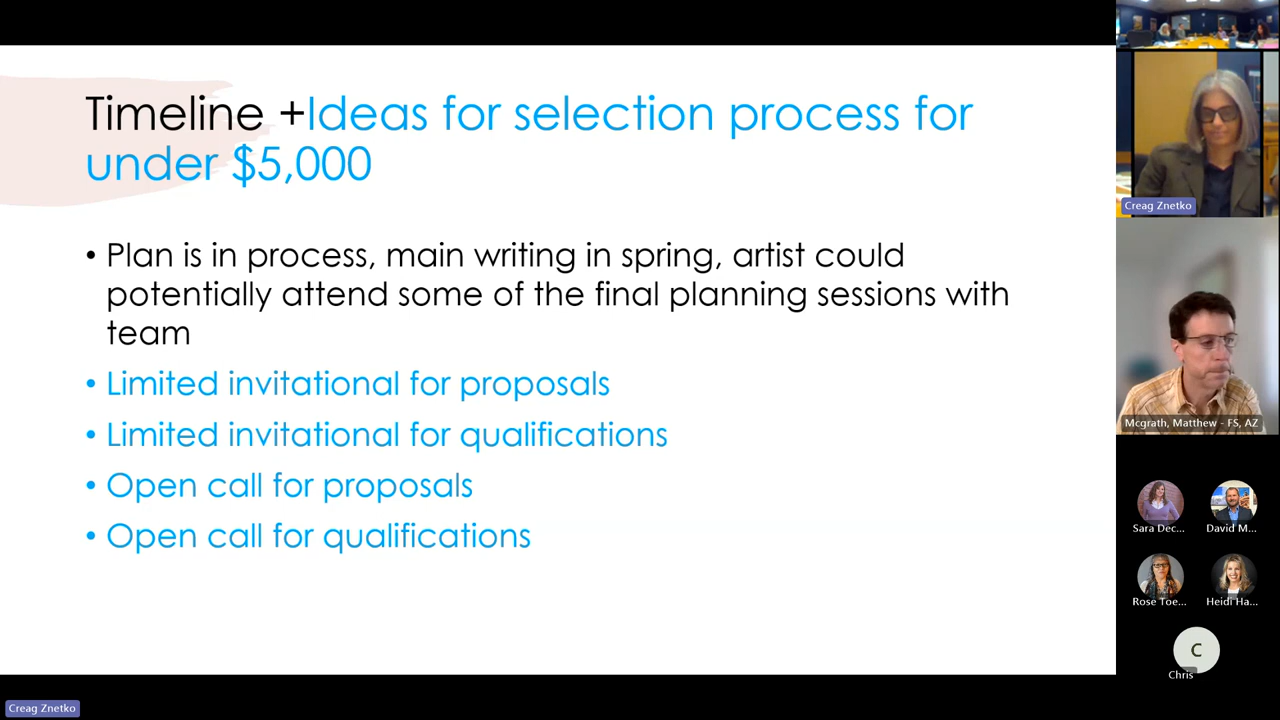 Timeline +Ideas for selection process for
under $5,000
• Plan is in process, main writing in spring, artist could
potentially attend some of the final planning sessions with
team
• Limited invitational for proposals
• Limited invitational for qualifications
• Open call for proposals
• Open call for qualifications
Creag Znetko
Mcgrath, Matthew - FS, AZ
Sara Dec...
David M...
Rose Toe...
Heidi Ha...
C
Chris
Creag Znetko